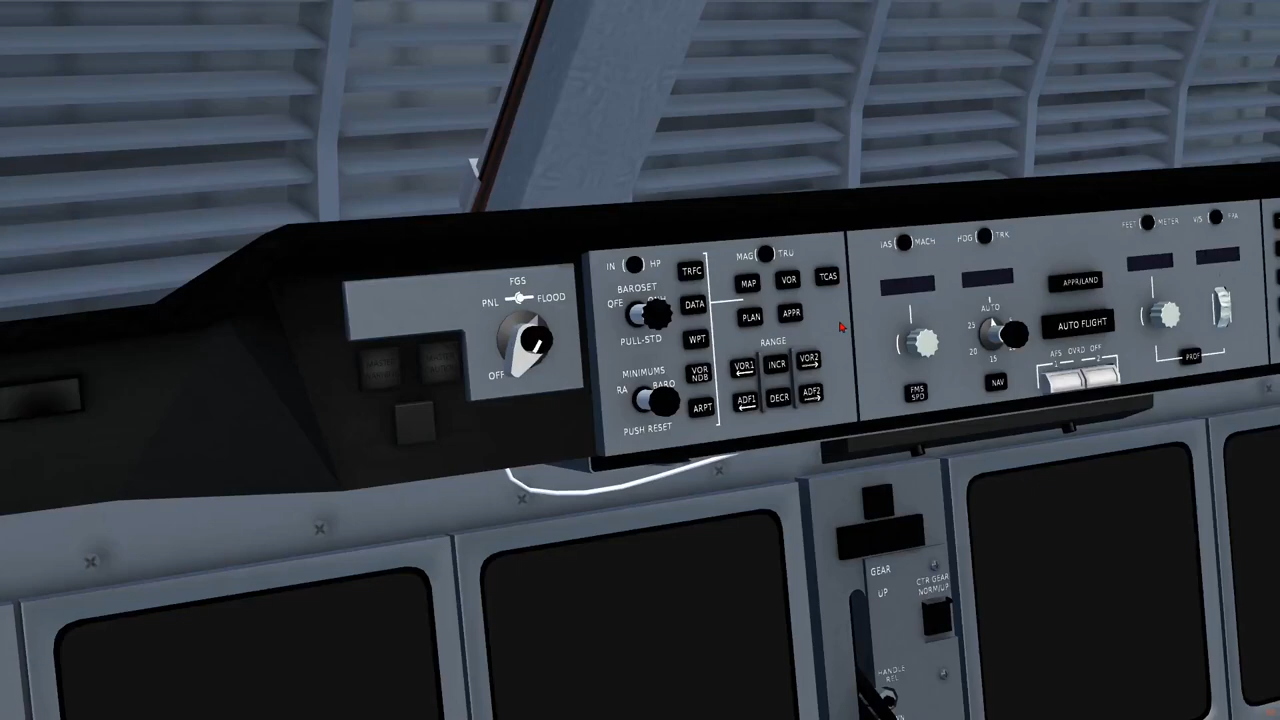 FGS
PNL FLOOD
OFF
IN HP
BAROSET
QFE
PULL-STD
MINIMUMS
RA BARO
PUSH RESET
TRFC
DATA
WPT
VOR
NDB
ARPT
MAG TRU
MAP VOR TCAS
PLAN APPR
RANGE
VOR1 INCR VOR2
ADF1 DECR ADF2
IAS MACH
HDG TRK
AUTO
25
20
15
FMS
SPD
NAV
APPR/LAND
AUTO FLIGHT
AFS OVRD OFF
1 2
FEET METER
V/S FPA
PROF
GEAR
UP
CTR GEAR
NORM/UP
HANDLE
REL